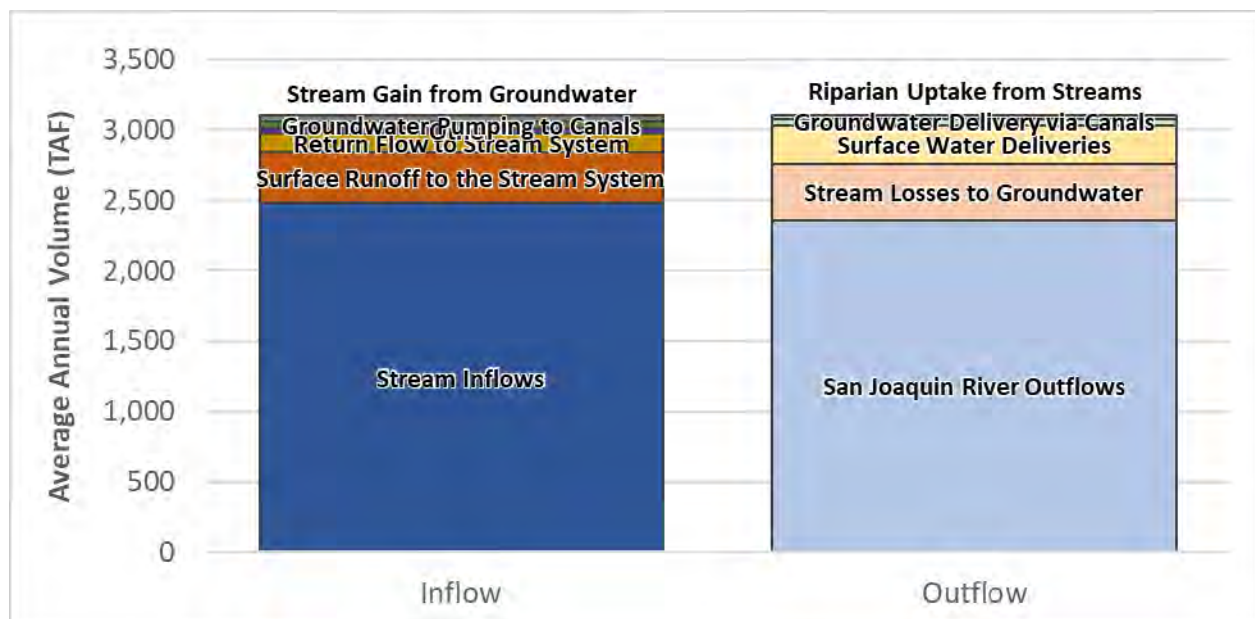 Average Annual Volume (TAF)
3,500
3,000
2,500
2,000
1,500
1,000
500
0
Stream Gain from Groundwater
Groundwater Pumping to Canals
Return Flow to Stream System
Surface Runoff to the Stream System
Stream Inflows
Riparian Uptake from Streams
Groundwater Delivery via Canals
Surface Water Deliveries
Stream Losses to Groundwater
San Joaquin River Outflows
Inflow
Outflow